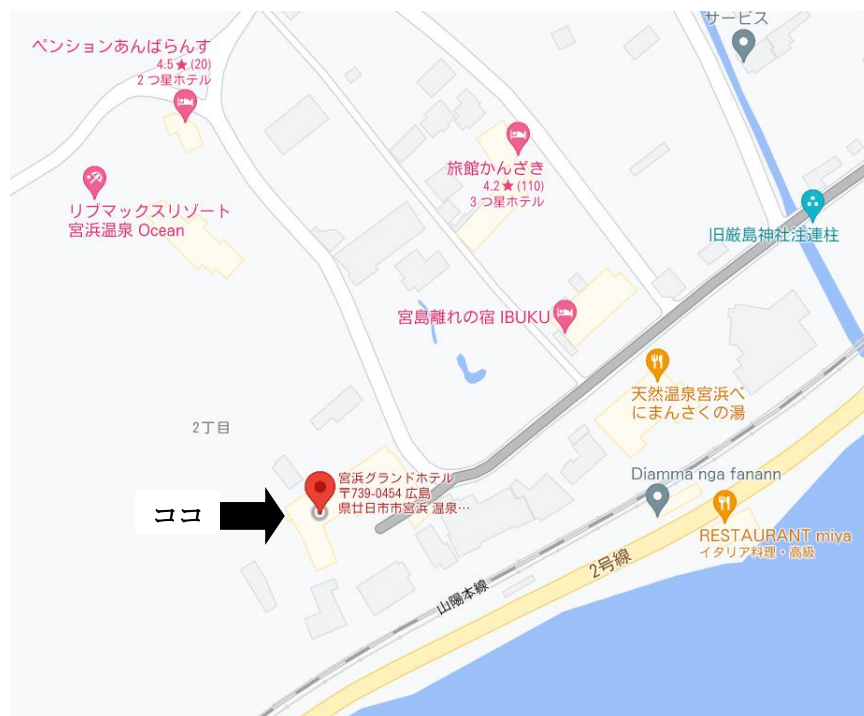 サービス
ペンションあんばらんす
4.5★(20)
2 つ星ホテル
旅館かんざき
4.2★(110)
3 つ星ホテル
リブマックスリゾート
宮浜温泉 Ocean
旧厳島神社注連柱
宮島離れの宿 IBUKU
天然温泉宮浜べ
にまんさくの湯
2丁目
宮浜グランドホテル
〒739-0454 広島
県廿日市市宮浜 温泉…
ココ
Diamma nga fanann
RESTAURANT miya
イタリア料理・高級
2号線
山陽本線